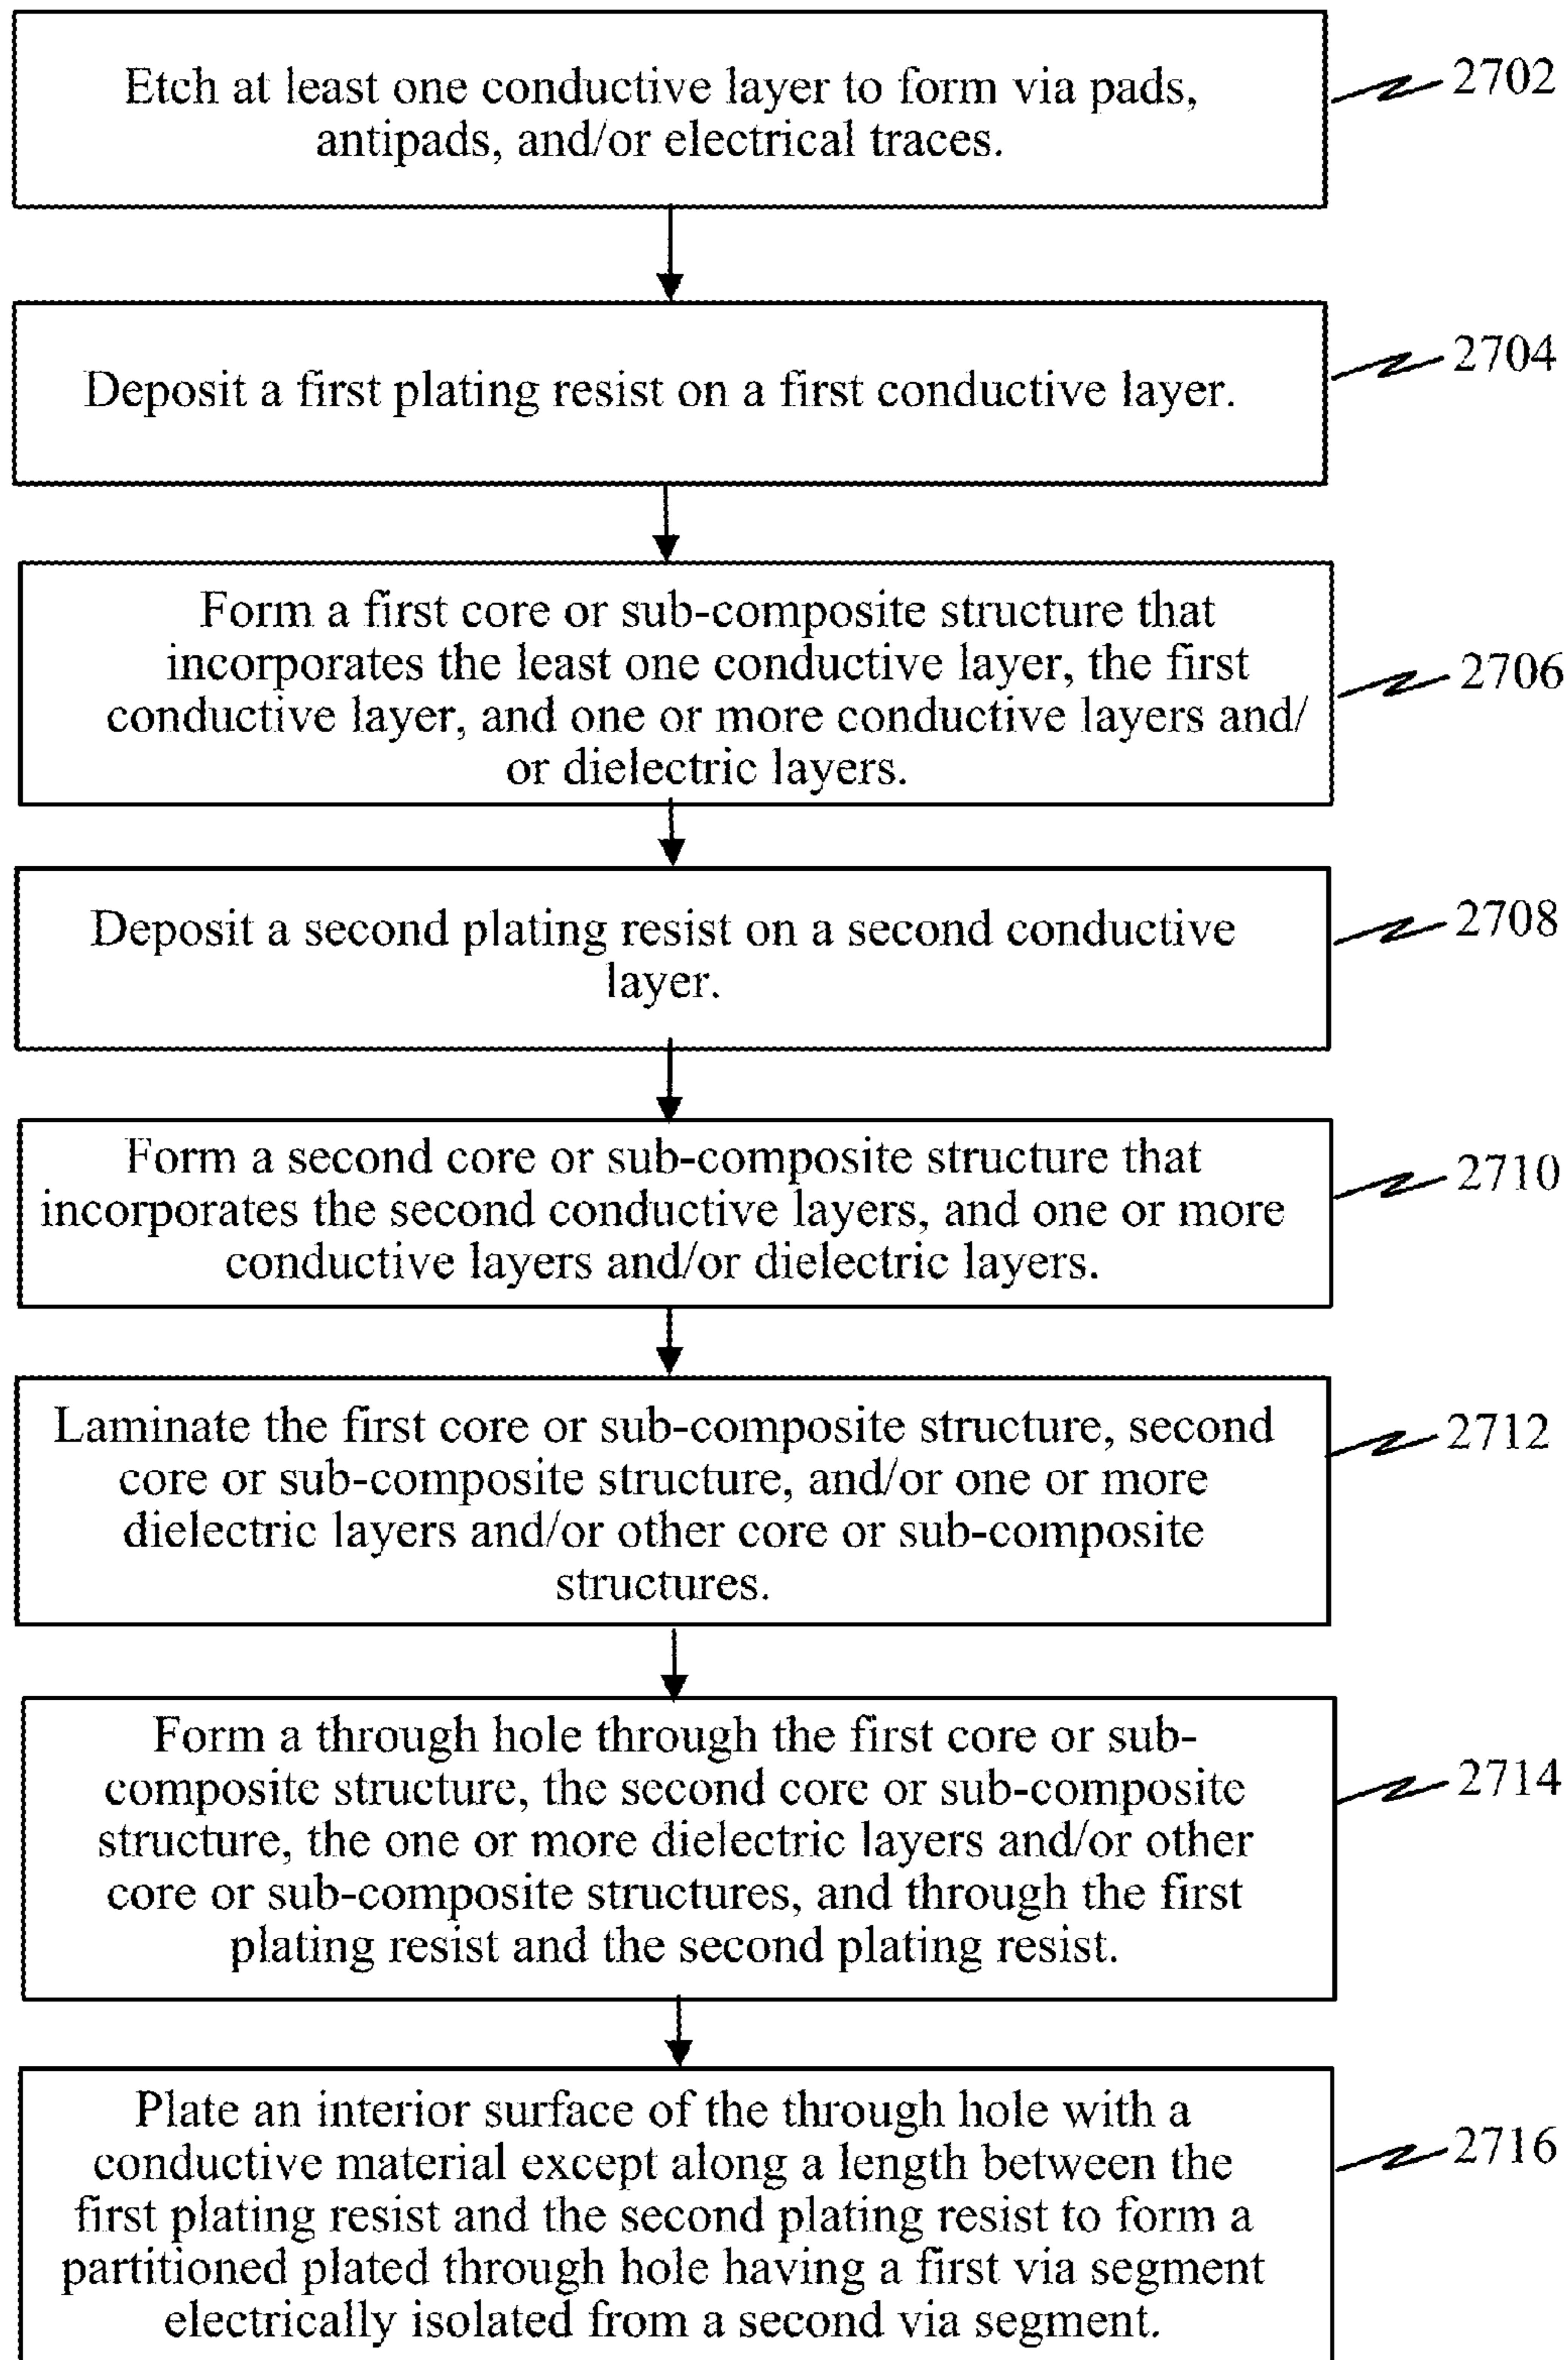 Etch at least one conductive layer to form via pads,
antipads, and/or electrical traces.
2702
Deposit a first plating resist on a first conductive layer.
2704
Form a first core or sub-composite structure that
incorporates the least one conductive layer, the first
conductive layer, and one or more conductive layers and/
or dielectric layers.
2706
Deposit a second plating resist on a second conductive
layer.
2708
Form a second core or sub-composite structure that
incorporates the second conductive layers, and one or more
conductive layers and/or dielectric layers.
2710
Laminate the first core or sub-composite structure, second
core or sub-composite structure, and/or one or more
dielectric layers and/or other core or sub-composite
structures.
2712
Form a through hole through the first core or sub-
composite structure, the second core or sub-composite
structure, the one or more dielectric layers and/or other
core or sub-composite structures, and through the first
plating resist and the second plating resist.
2714
Plate an interior surface of the through hole with a
conductive material except along a length between the
first plating resist and the second plating resist to form a
partitioned plated through hole having a first via segment
electrically isolated from a second via segment.
2716